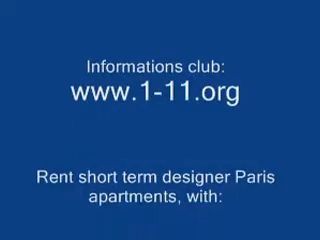 Informations club:
www.1-11.org
Rent short term designer Paris
apartments, with: